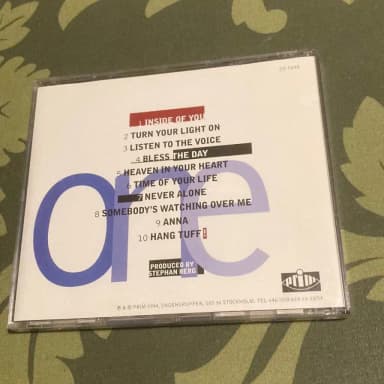 1 INSIDE OF YOU
2 TURN YOUR LIGHT ON
3 LISTEN TO THE VOICE
4 BLESS THE DAY
5 HEAVEN IN YOUR HEART
6 TIME OF YOUR LIFE
7 NEVER ALONE
8 SOMEBODY'S WATCHING OVER ME
9 ANNA
10 HANG TUFF!
one
PRODUCED BY
STEPHAN BERG
prim